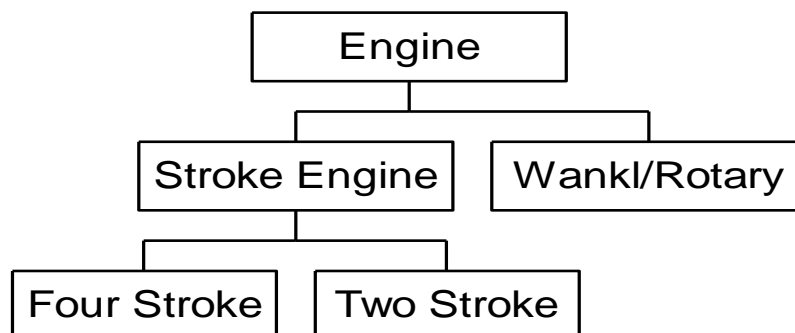 Engine
Stroke Engine
Wankl/Rotary
Four Stroke
Two Stroke